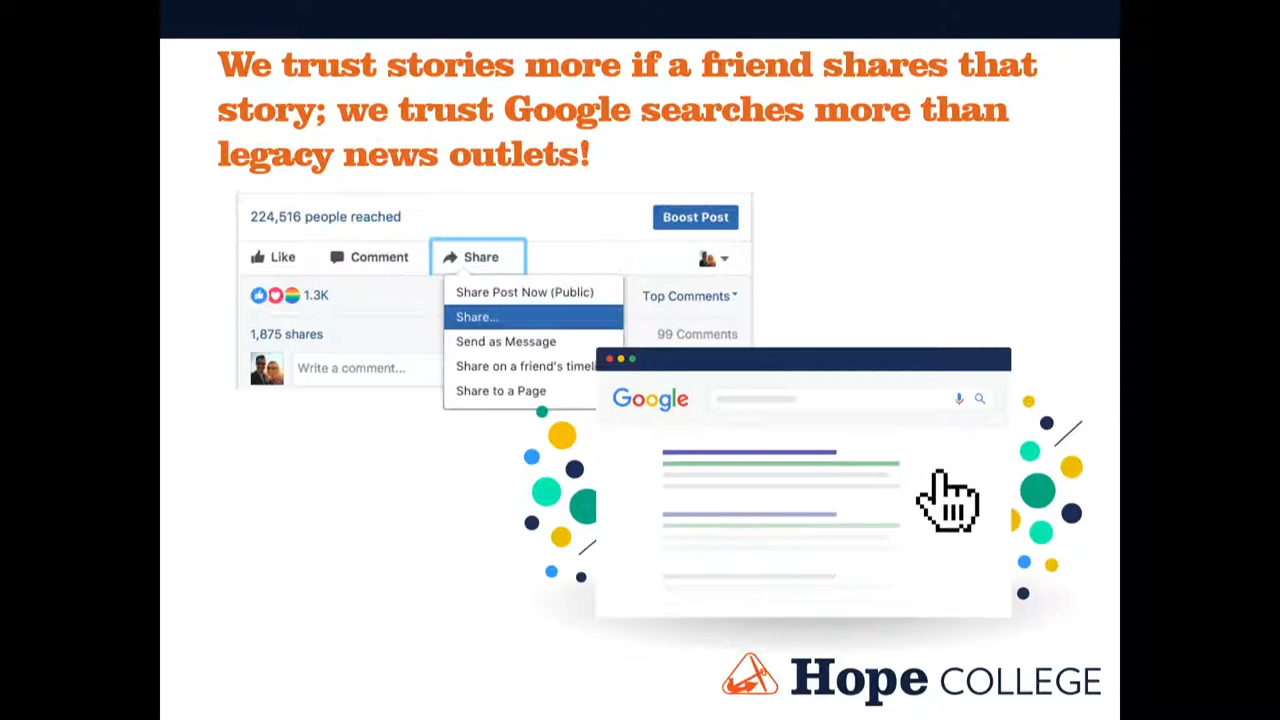 We trust stories more if a friend shares that
story; we trust Google searches more than
legacy news outlets!
224,516 people reached
Boost Post
Like Comment Share
1.3K
Share Post Now (Public)
Top Comments
Share...
1,875 shares
99 Comments
Send as Message
Write a comment...
Share on a friend's timeli
Share to a Page
Google
Hope COLLEGE